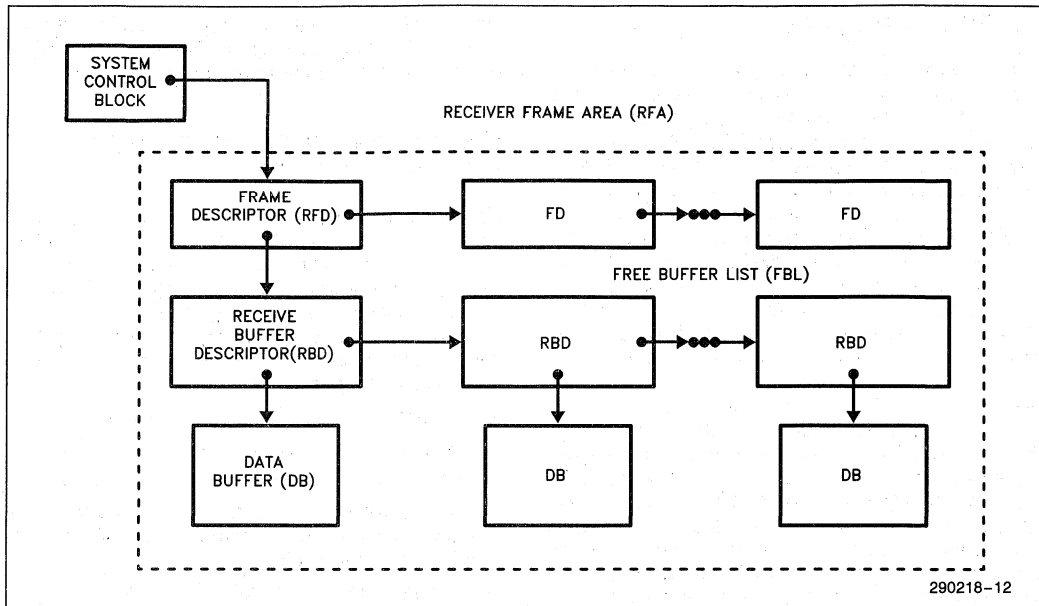 SYSTEM
CONTROL
BLOCK
RECEIVER FRAME AREA (RFA)
FRAME
DESCRIPTOR (RFD)
FD
FD
FREE BUFFER LIST (FBL)
RECEIVE
BUFFER
DESCRIPTOR(RBD)
RBD
RBD
DATA
BUFFER (DB)
DB
DB
290218-12